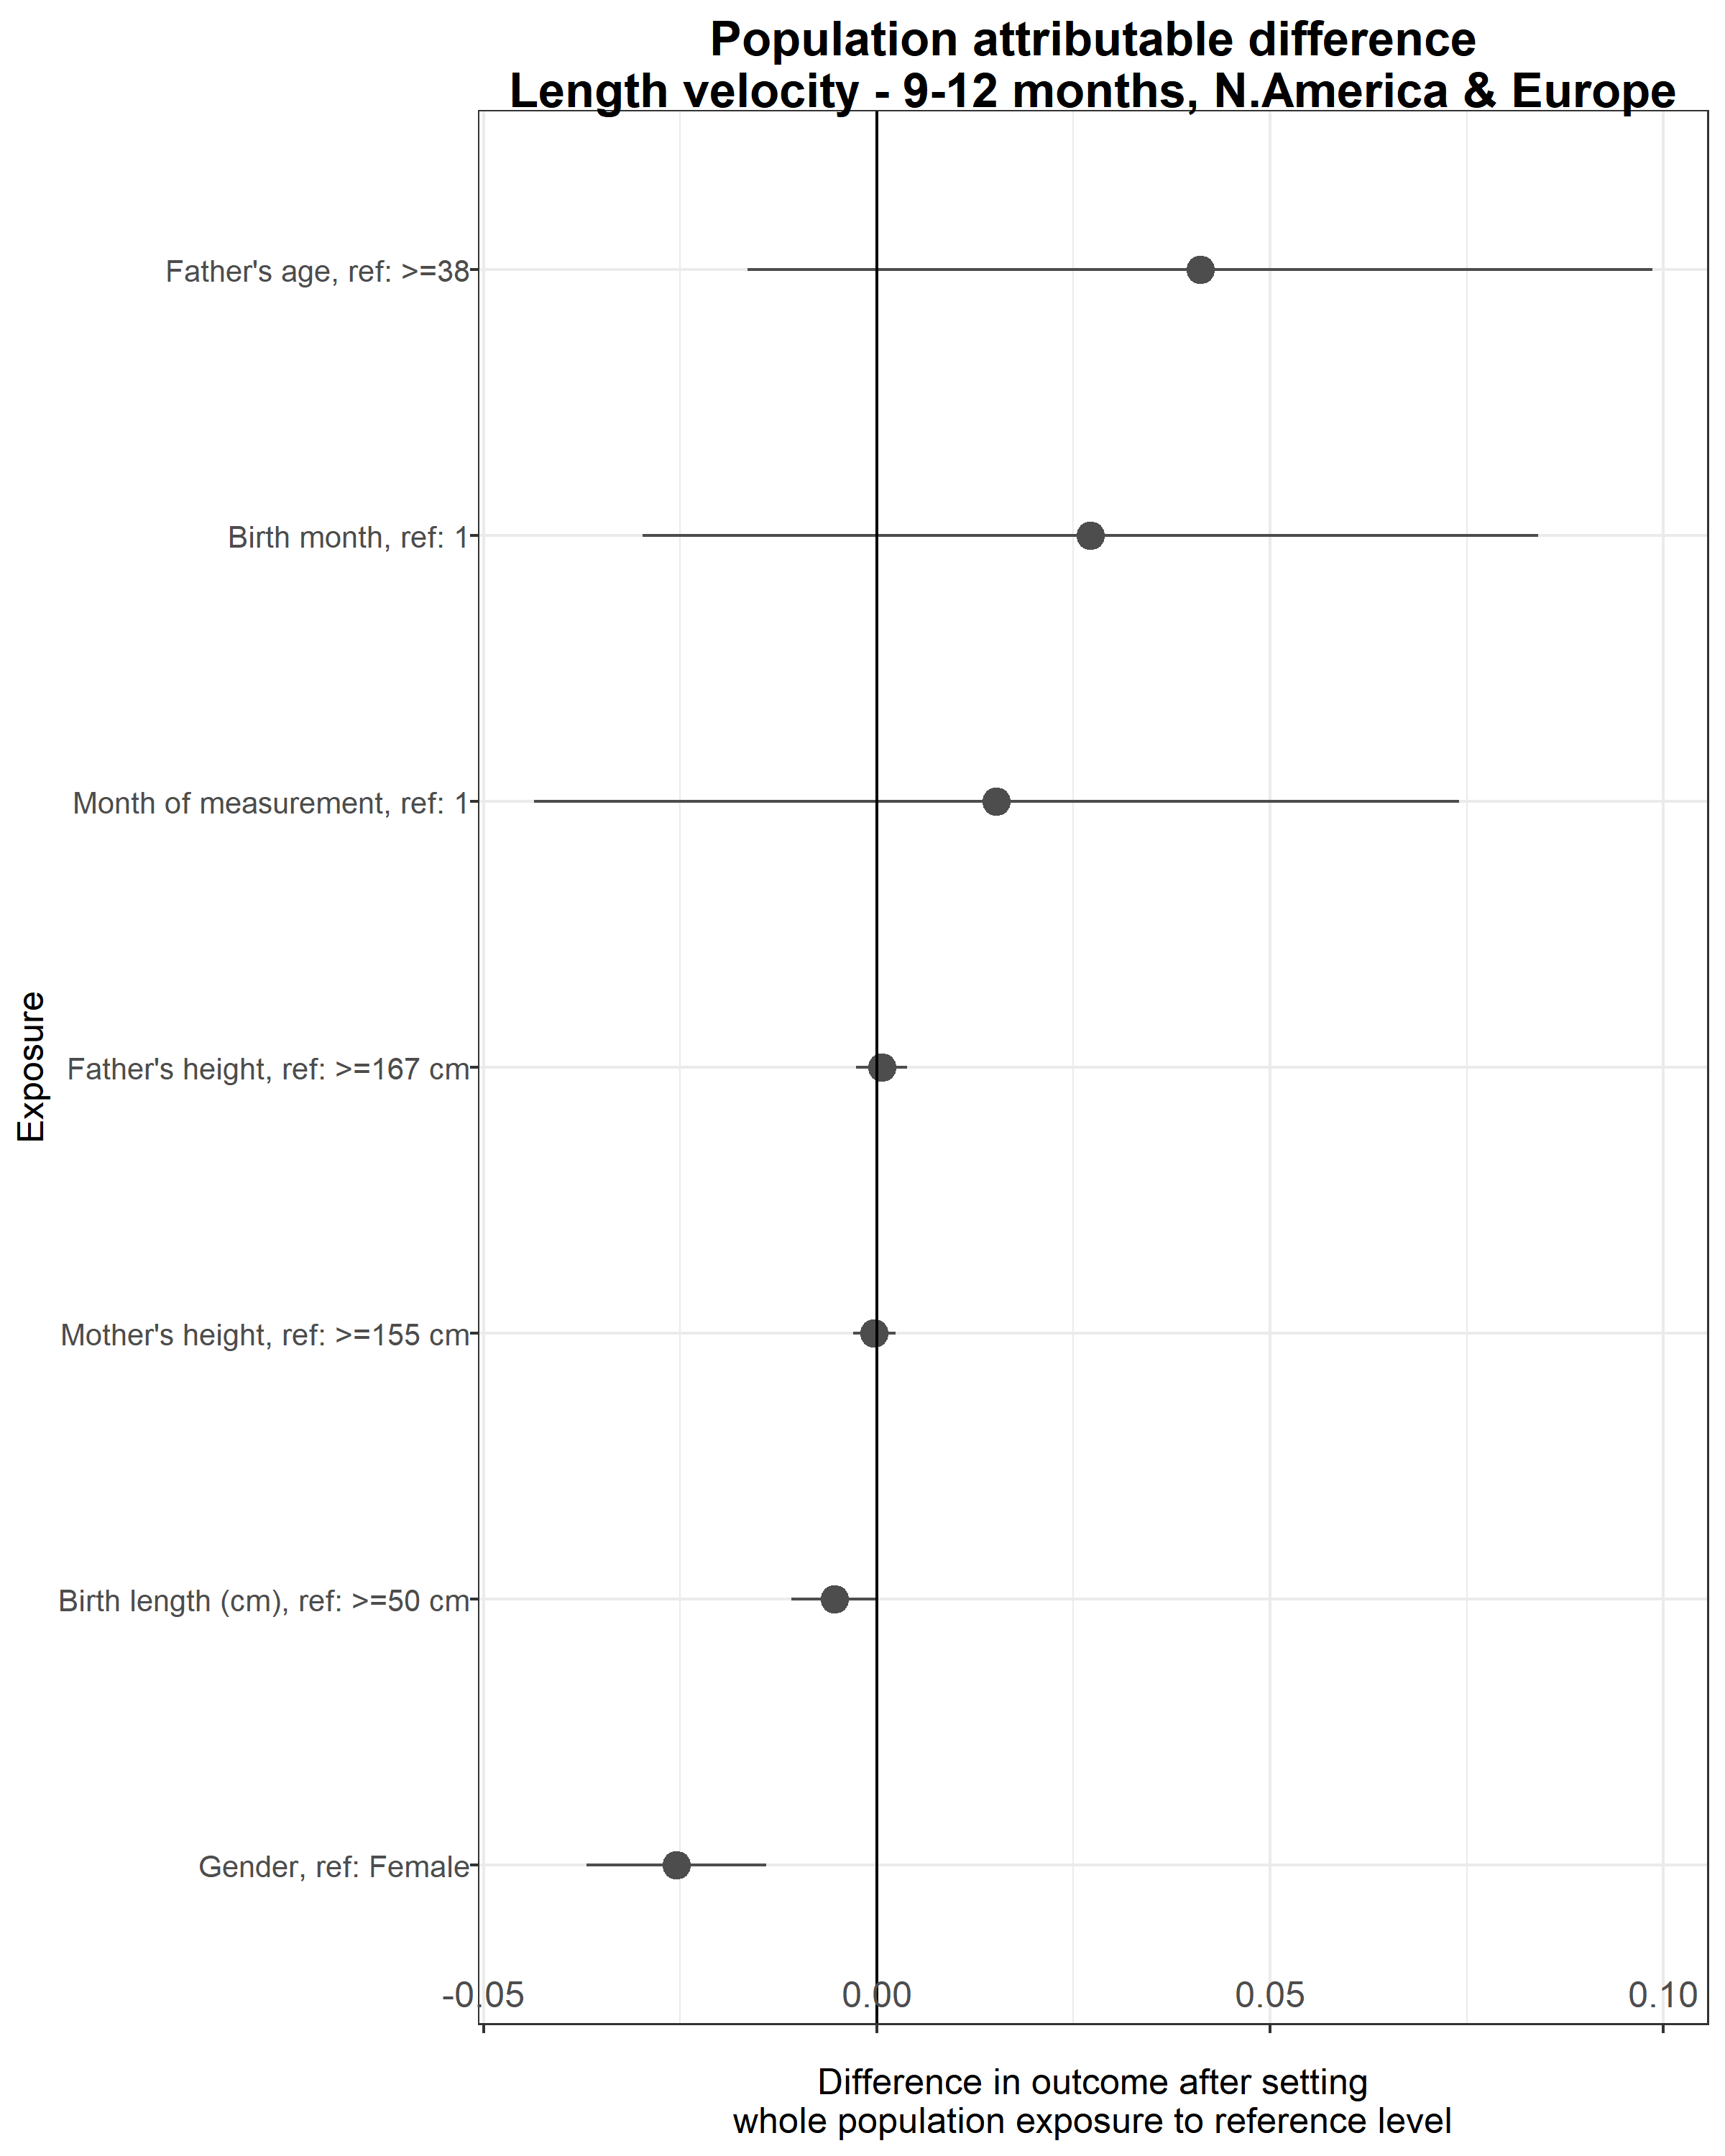 Population attributable difference
Length velocity - 9-12 months, N.America & Europe
Exposure
Father's age, ref: >=38
Birth month, ref: 1
Month of measurement, ref: 1
Father's height, ref: >=167 cm
Mother's height, ref: >=155 cm
Birth length (cm), ref: >=50 cm
Gender, ref: Female
-0.05 0.00 0.05 0.10
Difference in outcome after setting
whole population exposure to reference level